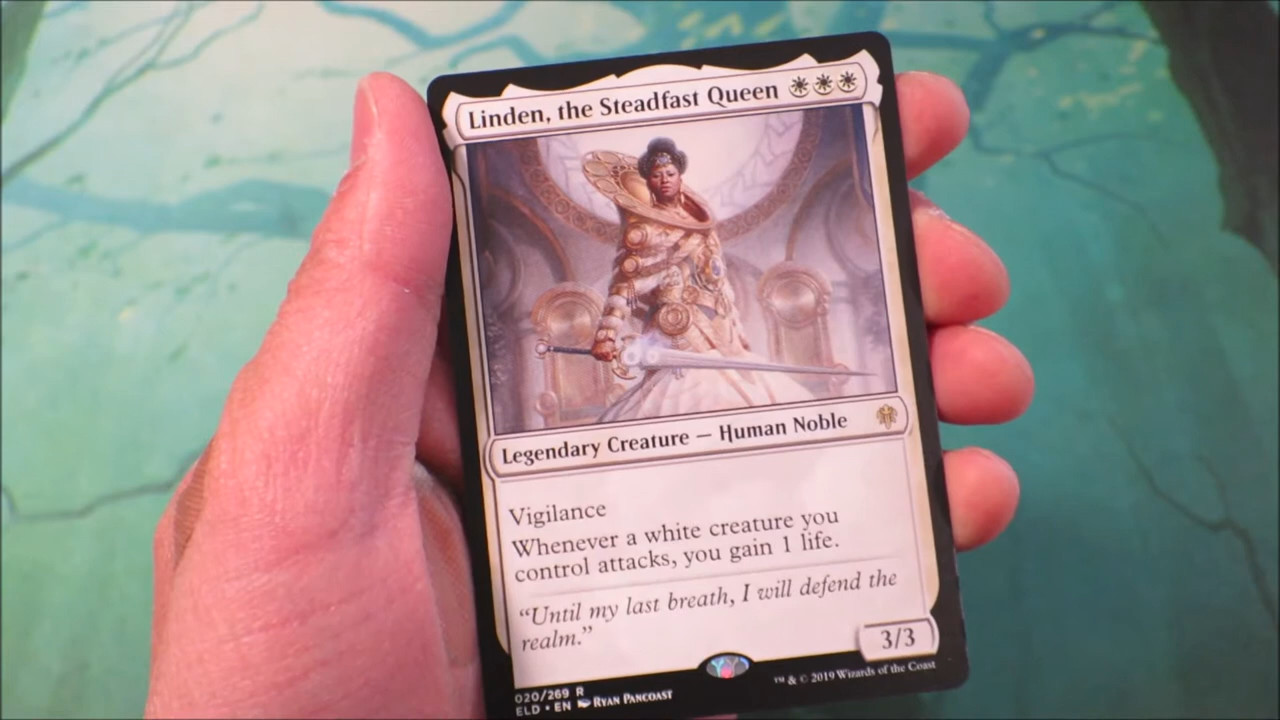 Linden, the Steadfast Queen
Legendary Creature — Human Noble
Vigilance
Whenever a white creature you
control attacks, you gain 1 life.
“Until my last breath, I will defend the
realm.”
3/3
020/269 R
ELD • EN RYAN PANCOAST
™ & © 2019 Wizards of the Coast